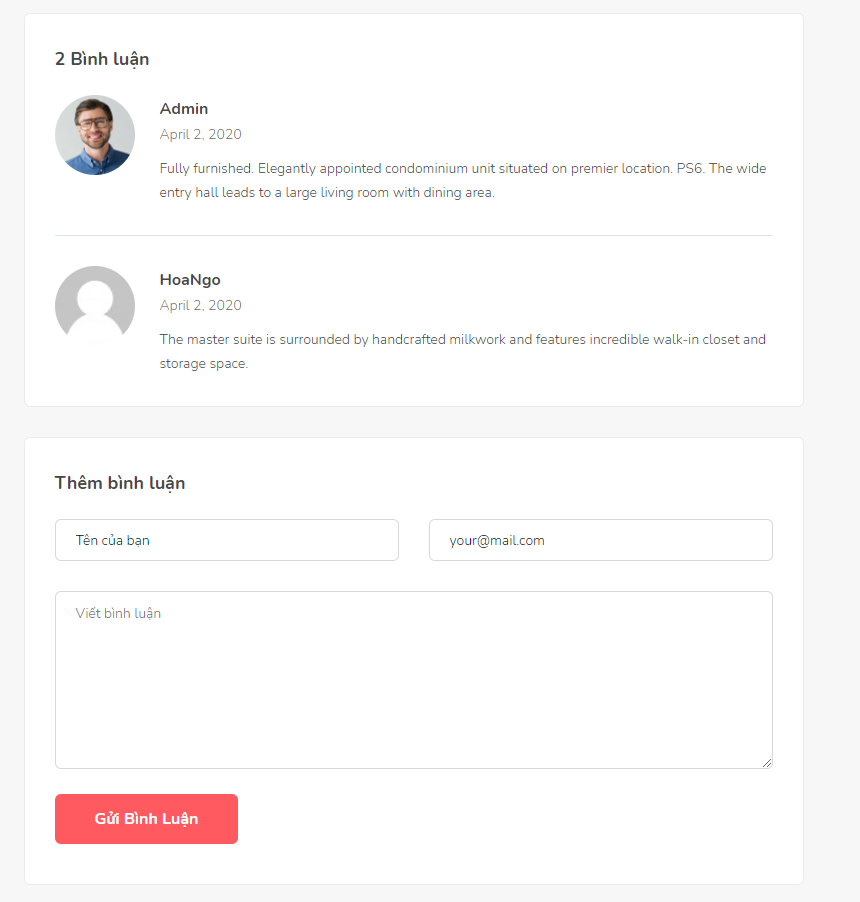 2 Bình luận
Admin
April 2, 2020
Fully furnished. Elegantly appointed condominium unit situated on premier location. PS6. The wide
entry hall leads to a large living room with dining area.
HoaNgo
April 2, 2020
The master suite is surrounded by handcrafted milkwork and features incredible walk-in closet and
storage space.
Thêm bình luận
Tên của bạn
your@mail.com
Viết bình luận
Gửi Bình Luận